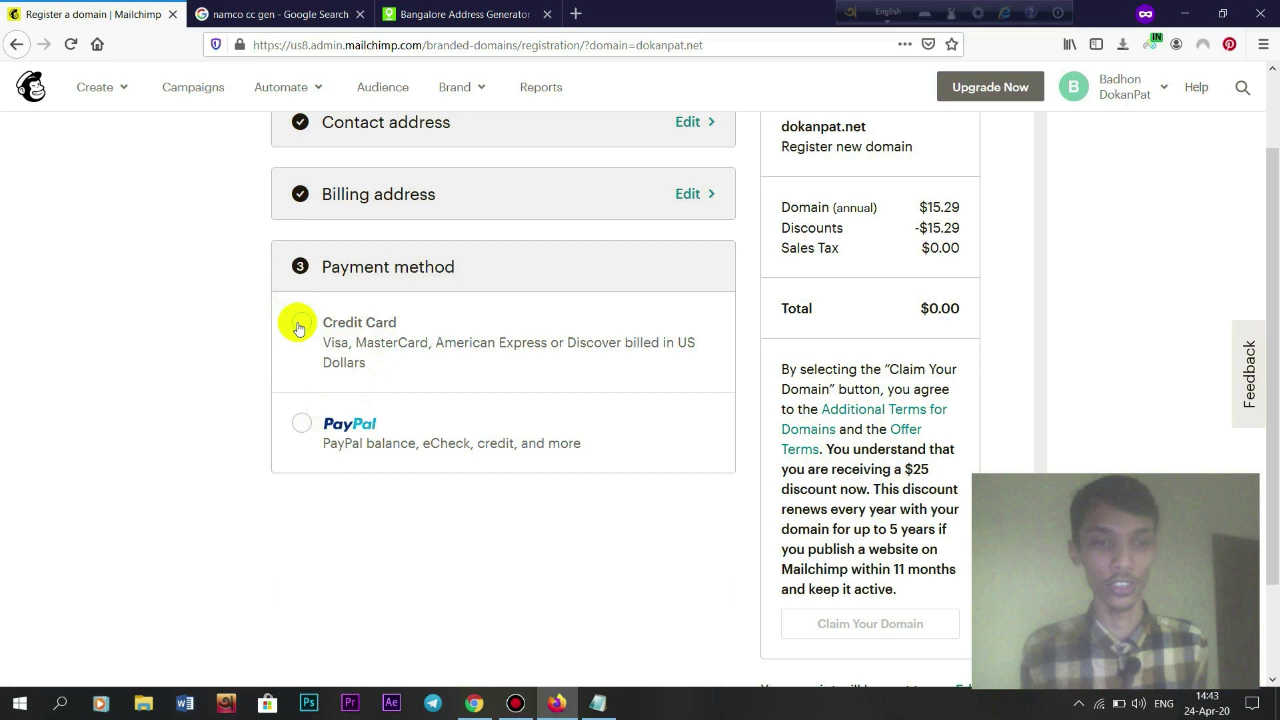 Register a domain | Mailchimp
namco cc gen - Google Search
Bangalore Address Generator -
English
https://us8.admin.mailchimp.com/branded-domains/registration/?domain=dokanpat.net
IN
Create
Campaigns
Automate
Audience
Brand
Reports
Upgrade Now
B
Badhon
DokanPat
Help
Contact address
Edit
Billing address
Edit
3
Payment method
Credit Card
Visa, MasterCard, American Express or Discover billed in US
Dollars
PayPal
PayPal balance, eCheck, credit, and more
dokanpat.net
Register new domain
Domain (annual) $15.29
Discounts -$15.29
Sales Tax $0.00
Total $0.00
By selecting the “Claim Your
Domain” button, you agree
to the Additional Terms for
Domains and the Offer
Terms. You understand that
you are receiving a $25
discount now. This discount
renews every year with your
domain for up to 5 years if
you publish a website on
Mailchimp within 11 months
and keep it active.
Claim Your Domain
Feedback
Ps
Pr
Ae
ENG
14:43
24-Apr-20